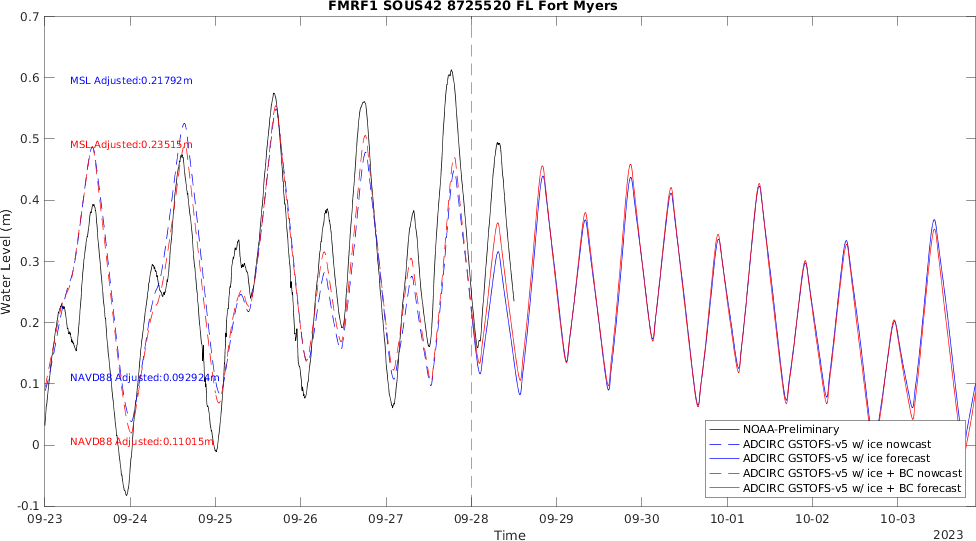 FMRF1 SOUS42 8725520 FL Fort Myers
0.7
0.6
0.5
0.4
0.3
0.2
0.1
0
-0.1
Water Level (m)
MSL Adjusted:0.21792m
MSL Adjusted:0.23515m
NAVD88 Adjusted:0.092924m
NAVD88 Adjusted:0.11015m
NOAA-Preliminary
ADCIRC GSTOFS-v5 w/ ice nowcast
ADCIRC GSTOFS-v5 w/ ice forecast
ADCIRC GSTOFS-v5 w/ ice + BC nowcast
ADCIRC GSTOFS-v5 w/ ice + BC forecast
09-23 09-24 09-25 09-26 09-27 09-28 09-29 09-30 10-01 10-02 10-03
Time
2023